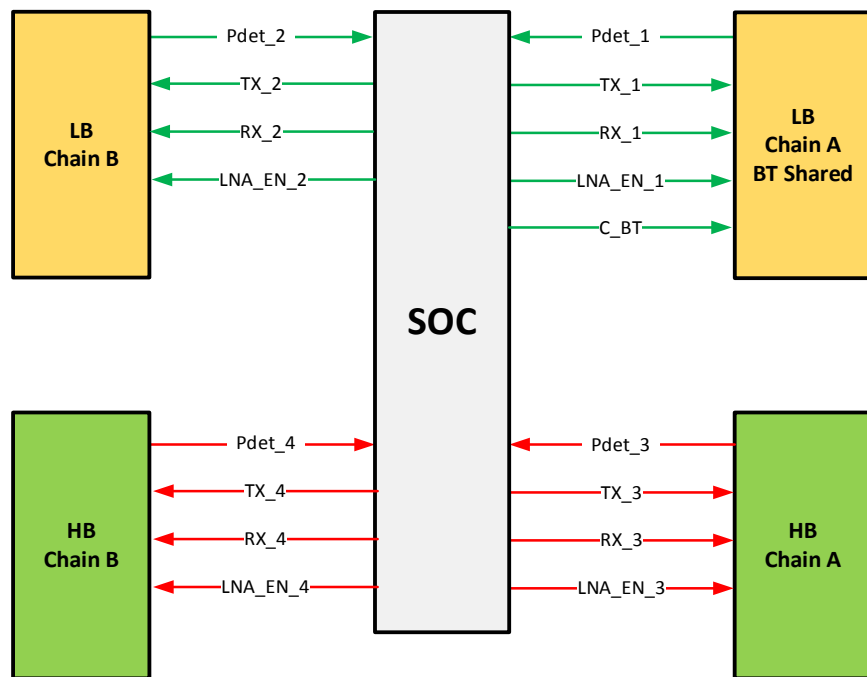 Pdet_2
TX_2
RX_2
LNA_EN_2
LB
Chain B
SOC
Pdet_1
TX_1
RX_1
LNA_EN_1
C_BT
LB
Chain A
BT Shared
Pdet_4
TX_4
RX_4
LNA_EN_4
HB
Chain B
Pdet_3
TX_3
RX_3
LNA_EN_3
HB
Chain A